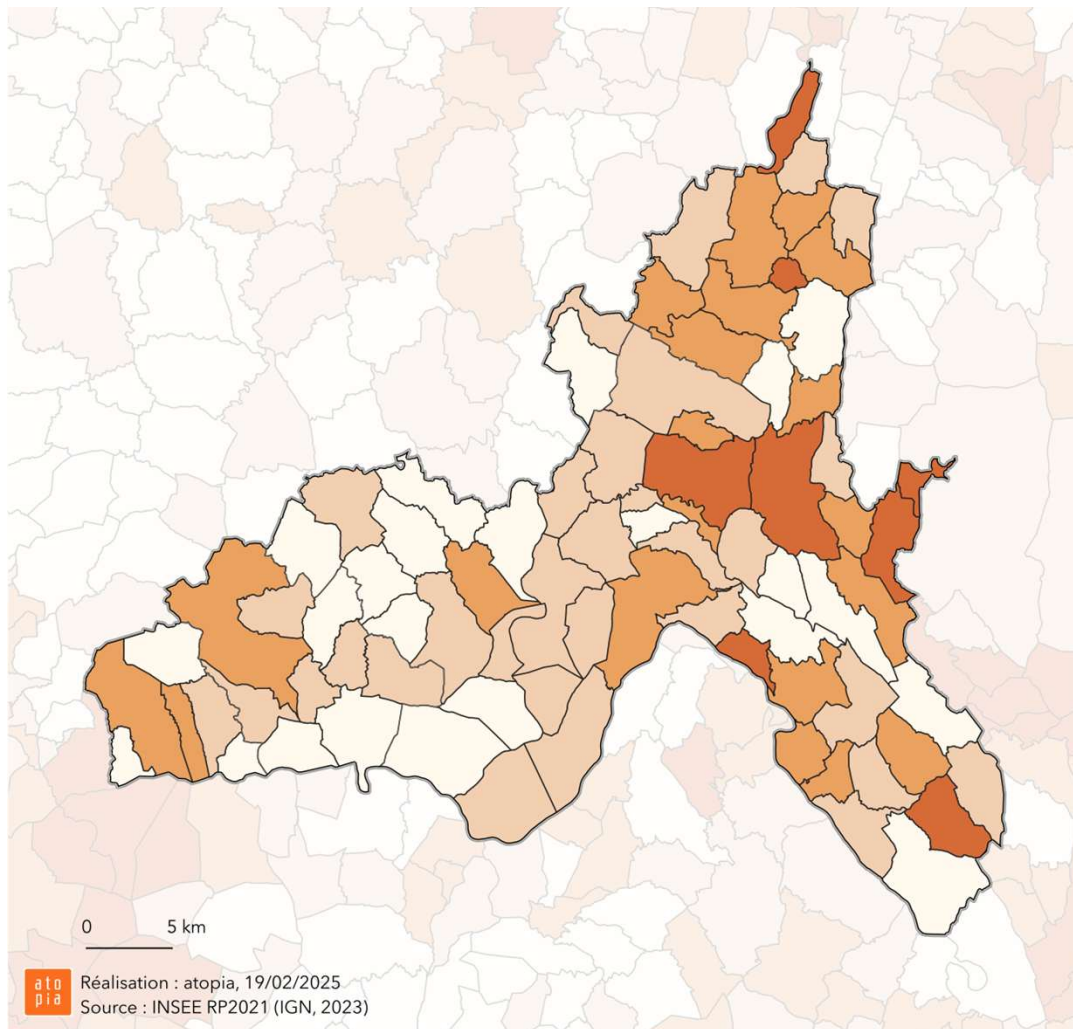 0 5 km
ato
pia
Réalisation : atopia, 19/02/2025
Source : INSEE RP2021 (IGN, 2023)